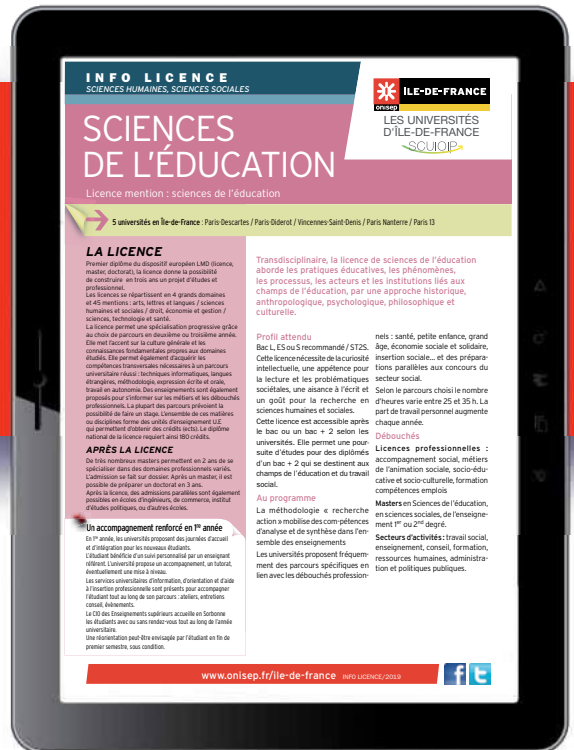 INFO LICENCE
SCIENCES HUMAINES, SCIENCES SOCIALES
onisep
ÎLE-DE-FRANCE
LES UNIVERSITÉS
D'ÎLE-DE-FRANCE
SCUIOIP
SCIENCES
DE L'ÉDUCATION
Licence mention : sciences de l'éducation
5 universités en Île-de-France : Paris-Descartes / Paris-Diderot / Vincennes-Saint-Denis / Paris Nanterre / Paris 13
LA LICENCE
Premier diplôme du dispositif européen LMD (licence,
master, doctorat), la licence donne la possibilité
de construire en trois ans un projet d'études et
professionnel.
Les licences se répartissent en 4 grands domaines
et 45 mentions : arts, lettres et langues / sciences
humaines et sociales / droit, économie et gestion /
sciences, technologie et santé.
La licence permet une spécialisation progressive grâce
au choix de parcours en deuxième ou troisième année.
Elle met l'accent sur la culture générale et les
connaissances fondamentales propres aux domaines
étudiés. Elle permet également d'acquérir les
compétences transversales nécessaires à un parcours
universitaire réussi : techniques informatiques, langues
étrangères, méthodologie, expression écrite et orale,
travail en autonomie. Des enseignements sont également
proposés pour s'informer sur les métiers et les débouchés
professionnels. La plupart des parcours prévoient la
possibilité de faire un stage. L'ensemble de ces matières
ou disciplines forme des unités d'enseignement U.E
qui permettent d'obtenir des crédits (ects). Le diplôme
national de la licence requiert ainsi 180 crédits.
APRÈS LA LICENCE
De très nombreux masters permettent en 2 ans de se
spécialiser dans des domaines professionnels variés.
L'admission se fait sur dossier. Après un master, il est
possible de préparer un doctorat en 3 ans.
Après la licence, des admissions parallèles sont également
possibles en écoles d'ingénieurs, de commerce, institut
d'études politiques, ou d'autres écoles.
Un accompagnement renforcé en 1re année
En 1re année, les universités proposent des journées d'accueil
et d'intégration pour les nouveaux étudiants.
L'étudiant bénéficie d'un suivi personnalisé par un enseignant
référent. L'université propose un accompagnement, un tutorat,
éventuellement une mise à niveau.
Les services universitaires d'information, d'orientation et d'aide
à l'insertion professionnelle sont présents pour accompagner
l'étudiant tout au long de son parcours : ateliers, entretiens
conseil, évènements.
Le CIO des Enseignements supérieurs accueille en Sorbonne
les étudiants avec ou sans rendez-vous tout au long de l'année
universitaire.
Une réorientation peut-être envisagée par l'étudiant en fin de
premier semestre, sous condition.
Transdisciplinaire, la licence de sciences de l'éducation
aborde les pratiques éducatives, les phénomènes,
les processus, les acteurs et les institutions liés aux
champs de l'éducation, par une approche historique,
anthropologique, psychologique, philosophique et
culturelle.
Profil attendu
Bac L, ES ou S recommandé / ST2S.
Cette licence nécessite de la curiosité
intellectuelle, une appétence pour
la lecture et les problématiques
sociétales, une aisance à l'écrit et
un goût pour la recherche en
sciences humaines et sociales.
Cette licence est accessible après
le bac ou un bac + 2 selon les
universités. Elle permet une pour-
suite d'études pour des diplômés
d'un bac + 2 qui se destinent aux
champs de l'éducation et du travail
social.
Au programme
La méthodologie « recherche
action » mobilise des com-pétences
d'analyse et de synthèse dans l'en-
semble des enseignements
Les universités proposent fréquem-
ment des parcours spécifiques en
lien avec les débouchés profession-
nels : santé, petite enfance, grand
âge, économie sociale et solidaire,
insertion sociale... et des prépara-
tions parallèles aux concours du
secteur social.
Selon le parcours choisi le nombre
d'heures varie entre 25 et 35 h. La
part de travail personnel augmente
chaque année.
Débouchés
Licences professionnelles :
accompagnement social, métiers
de l'animation sociale, socio-édu-
cative et socio-culturelle, formation
compétences emplois
Masters en Sciences de l'éducation,
en sciences sociales, de l'enseigne-
ment 1er ou 2nd degré.
Secteurs d'activités : travail social,
enseignement, conseil, formation,
ressources humaines, administra-
tion et politiques publiques.
www.onisep.fr/ile-de-france INFO LICENCE/2019